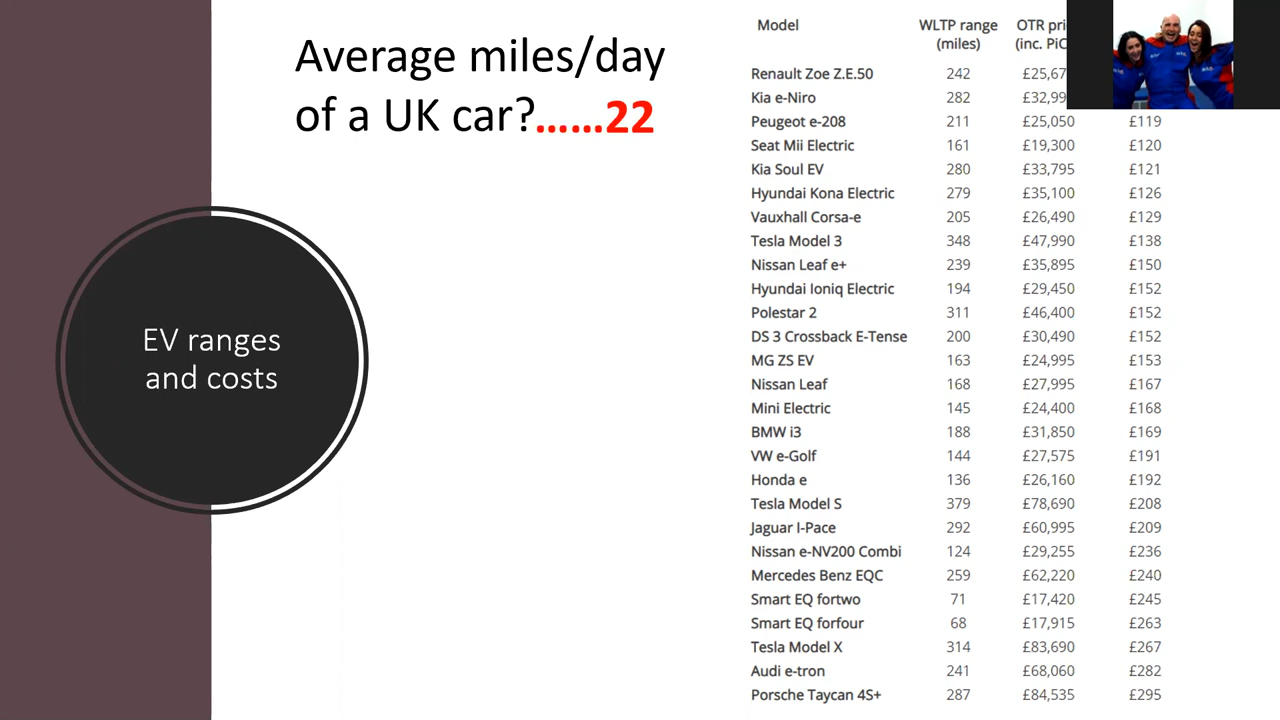 Average miles/day
of a UK car?......22
EV ranges
and costs
Model WLTP range OTR
(miles) (inc.
Renault Zoe Z.E.50 242
Kia e-Niro 282
Peugeot e-208 211 £25,050 £119
Seat Mii Electric 161 £19,300 £120
Kia Soul EV 280 £33,795 £121
Hyundai Kona Electric 279 £35,100 £126
Vauxhall Corsa-e 205 £26,490 £129
Tesla Model 3 348 £47,990 £138
Nissan Leaf e+ 239 £35,895 £150
Hyundai Ioniq Electric 194 £29,450 £152
Polestar 2 311 £46,400 £152
DS 3 Crossback E-Tense 200 £30,490 £152
MG ZS EV 163 £24,995 £153
Nissan Leaf 168 £27,995 £167
Mini Electric 145 £24,400 £168
BMW i3 188 £31,850 £169
VW e-Golf 144 £27,575 £191
Honda e 136 £26,160 £192
Tesla Model S 379 £78,690 £208
Jaguar I-Pace 292 £60,995 £209
Nissan e-NV200 Combi 124 £29,255 £236
Mercedes Benz EQC 259 £62,220 £240
Smart EQ fortwo 71 £17,420 £245
Smart EQ forfour 68 £17,915 £263
Tesla Model X 314 £83,690 £267
Audi e-tron 241 £68,060 £282
Porsche Taycan 4S+ 287 £84,535 £295